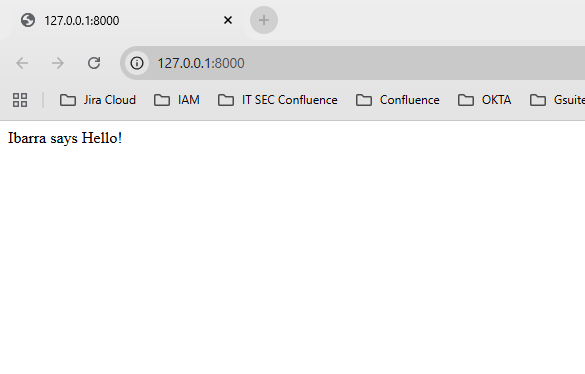 127.0.0.1:8000
127.0.0.1:8000
Jira Cloud IAM IT SEC Confluence Confluence OKTA Gsuite
Ibarra says Hello!